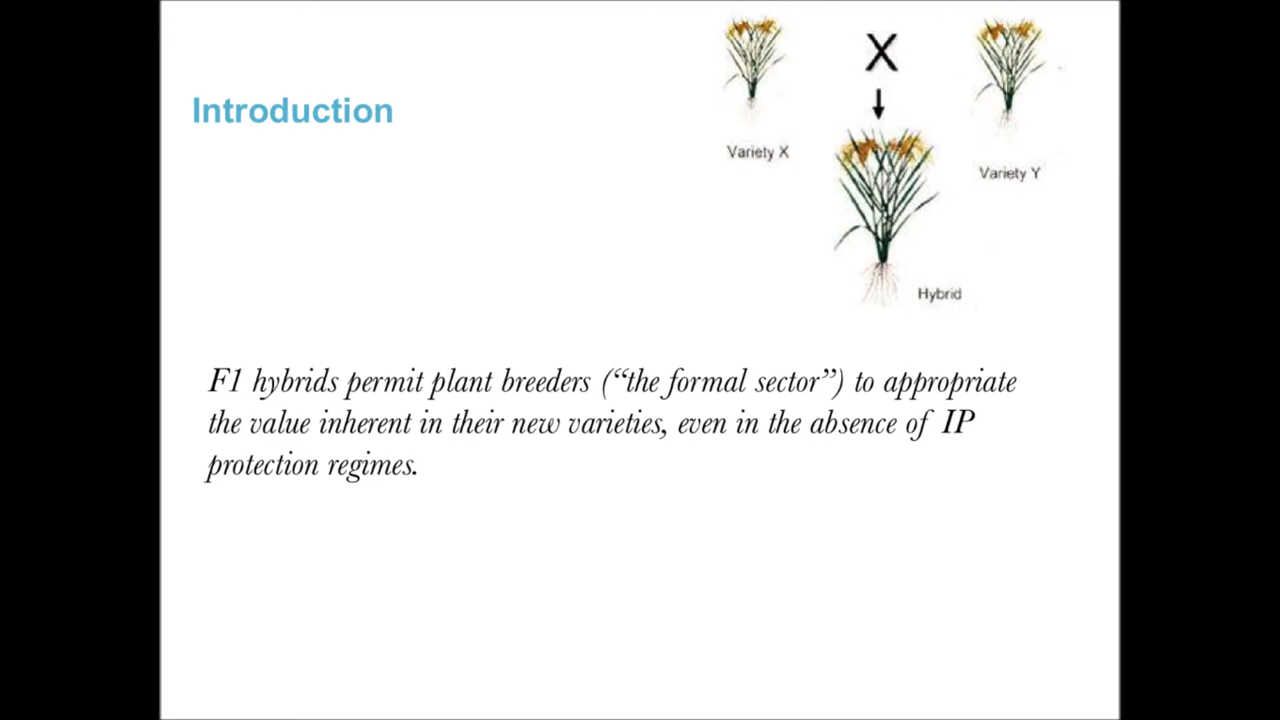 Introduction
X
Variety X
Variety Y
Hybrid
F1 hybrids permit plant breeders (“the formal sector”) to appropriate
the value inherent in their new varieties, even in the absence of IP
protection regimes.